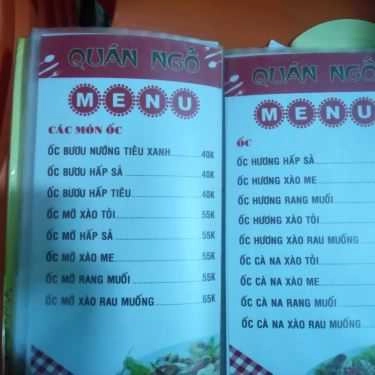 QUÁN NGỒ
MENU
CÁC MÓN ỐC
ỐC BƯƠU NƯỚNG TIÊU XANH 40K
ỐC BƯƠU HẤP SẢ 40K
ỐC BƯƠU HẤP TIÊU 40K
ỐC MỠ XÀO TỎI 55K
ỐC MỠ HẤP SẢ 55K
ỐC MỠ XÀO ME 55K
ỐC MỠ RANG MUỐI 55K
ỐC MỠ XÀO RAU MUỐNG 65K
QUÁN NGỒ
MENU
ỐC
ỐC HƯƠNG HẤP SẢ
ỐC HƯƠNG XÀO ME
ỐC HƯƠNG RANG MUỐI
ỐC HƯƠNG XÀO TỎI
ỐC HƯƠNG XÀO RAU MUỐNG
ỐC CÀ NA XÀO TỎI
ỐC CÀ NA XÀO ME
ỐC CÀ NA RANG MUỐI
ỐC CÀ NA XÀO RAU MUỐNG